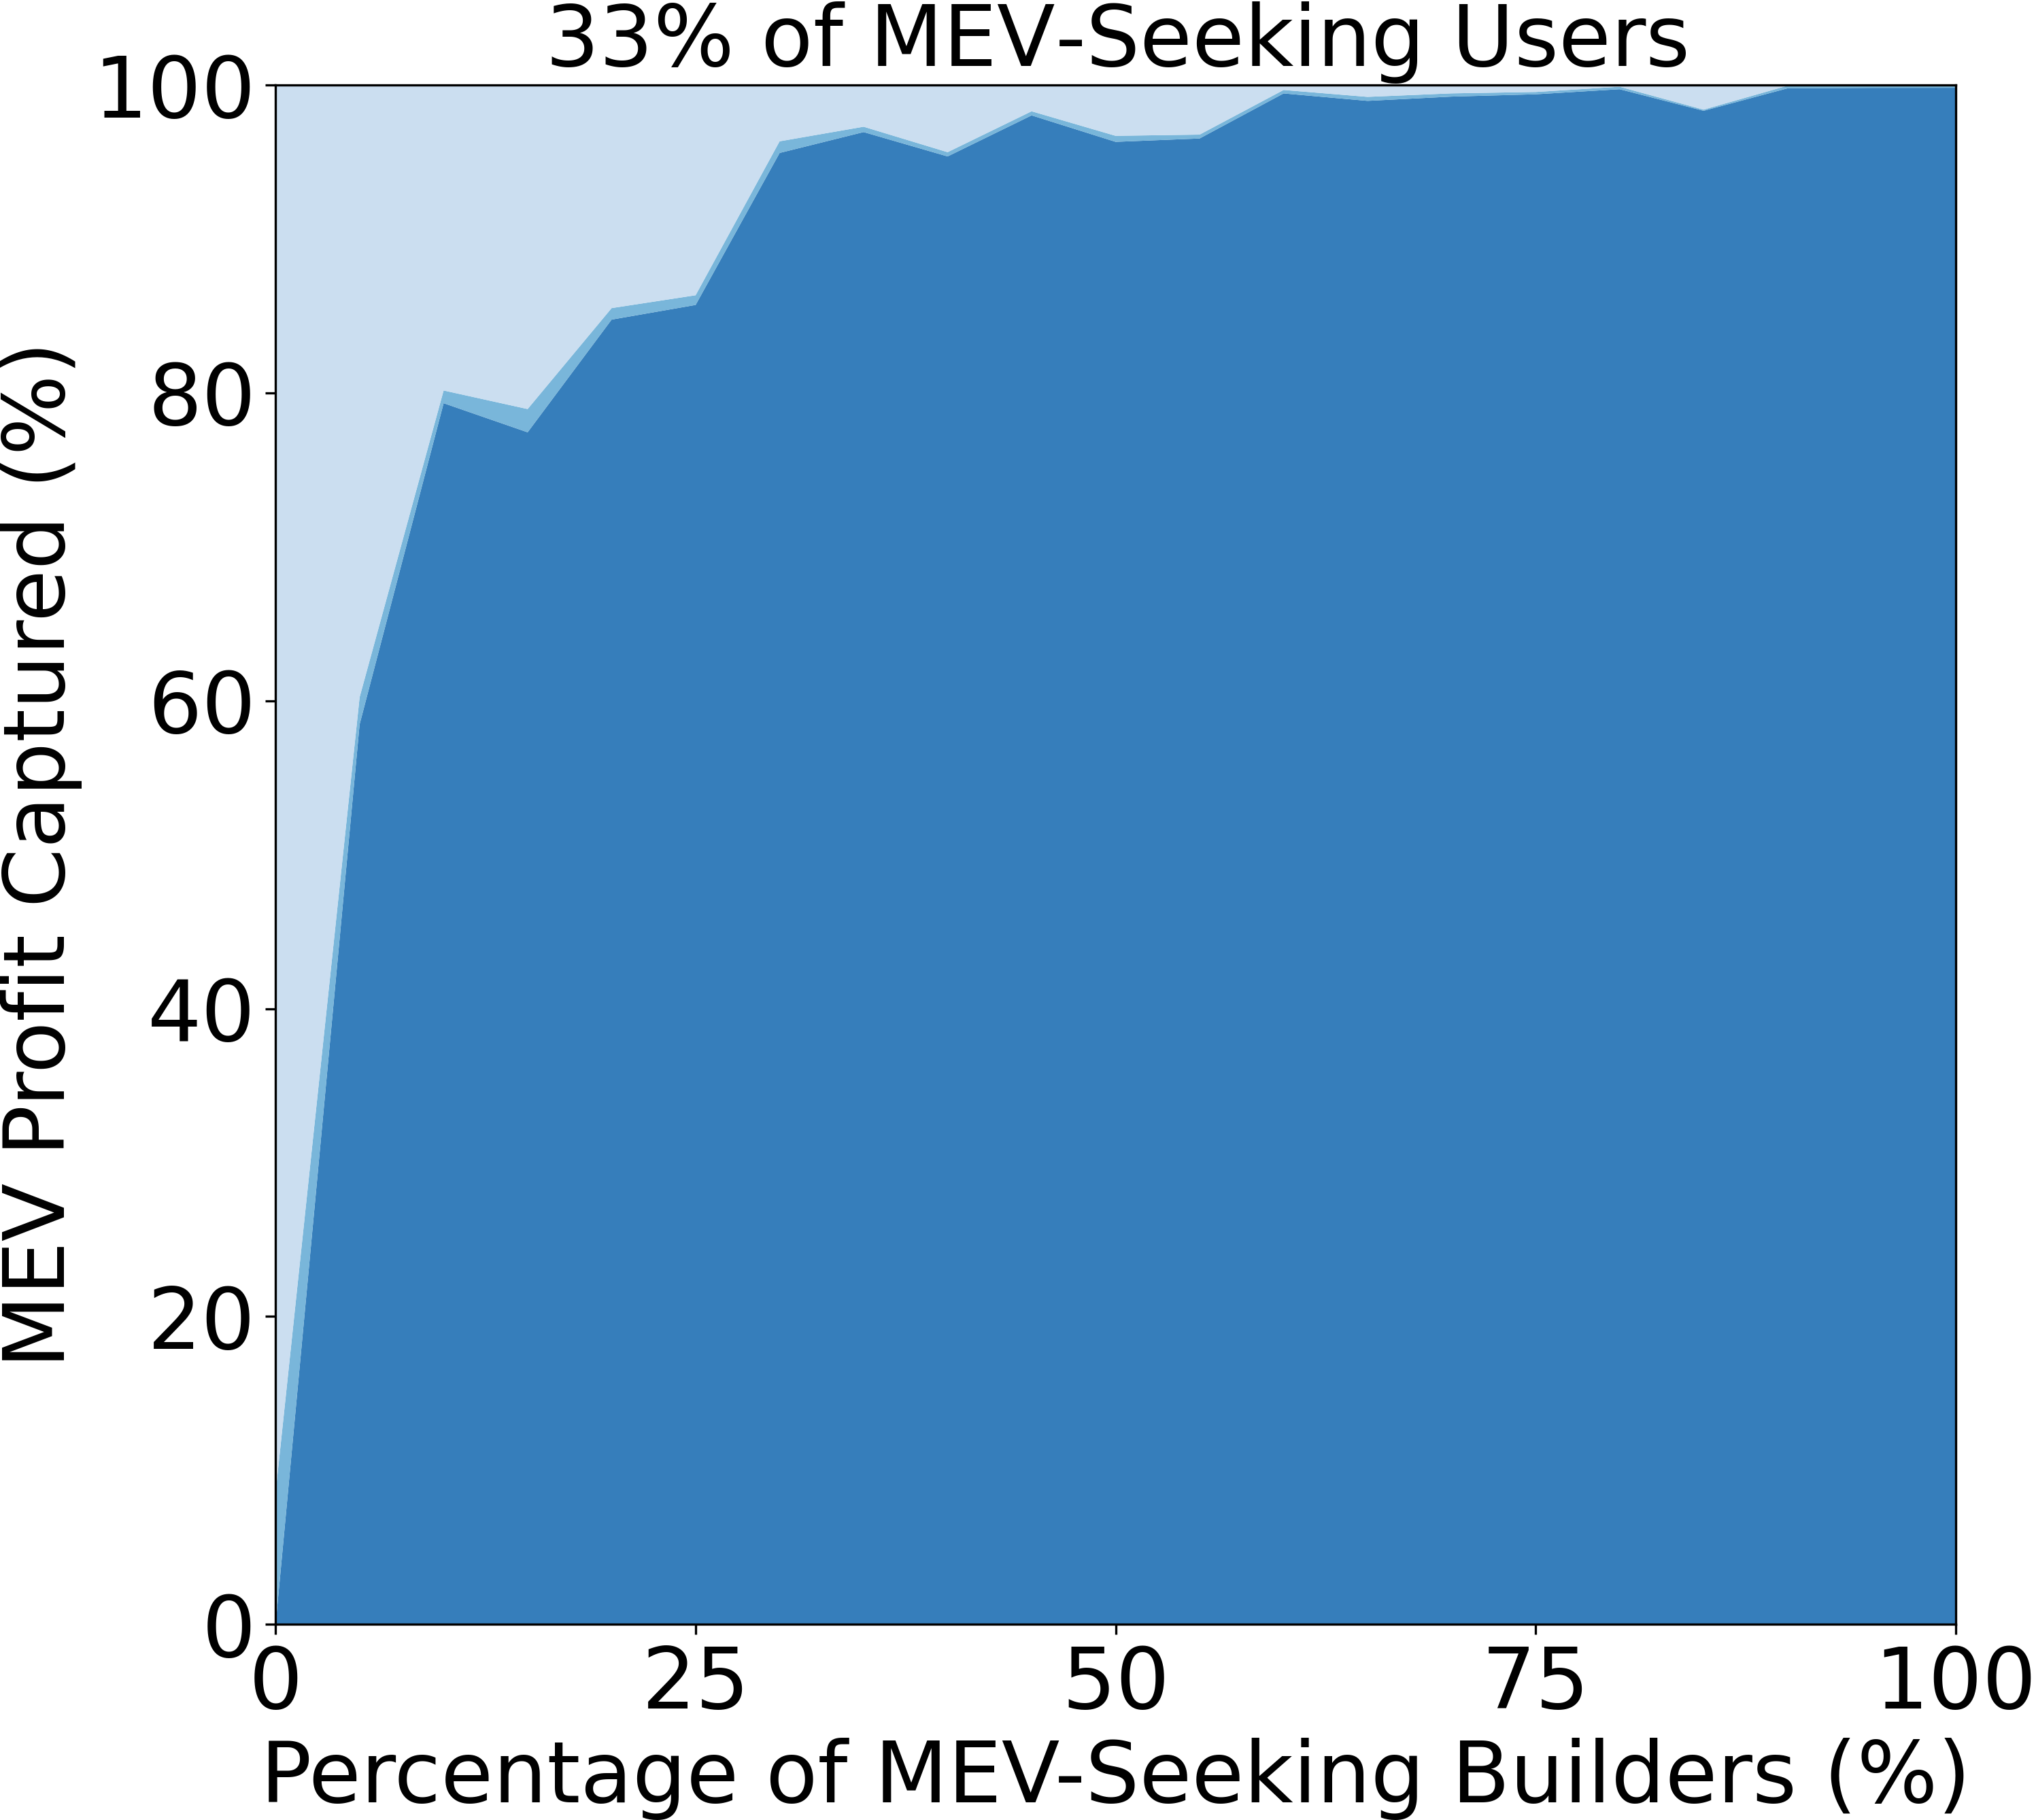 33% of MEV-Seeking Users
MEV Profit Captured (%)
100
80
60
40
20
0
0 25 50 75 100
Percentage of MEV-Seeking Builders (%)